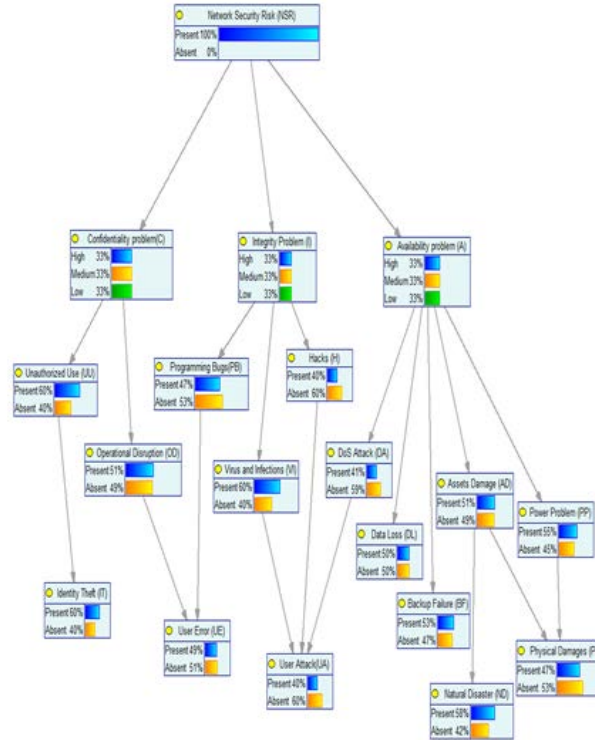 Network Security Risk (NSR)
Present 100%
Absent 0%
Confidentiality problem(C)
High 33%
Medium 33%
Low 33%
Integrity Problem (I)
High 33%
Medium 33%
Low 33%
Availability problem (A)
High 33%
Medium 33%
Low 33%
Unauthorized Use (UU)
Present 60%
Absent 40%
Programming Bugs(PB)
Present 47%
Absent 53%
Hacks (H)
Present 40%
Absent 60%
Operational Disruption (OD)
Present 51%
Absent 49%
Virus and Infections (VI)
Present 60%
Absent 40%
DoS Attack (DA)
Present 41%
Absent 59%
Assets Damage (AD)
Present 51%
Absent 49%
Power Problem (PP)
Present 55%
Absent 45%
Data Loss (DL)
Present 50%
Absent 50%
Identity Theft (IT)
Present 60%
Absent 40%
User Error (UE)
Present 49%
Absent 51%
User Attack(UA)
Present 40%
Absent 60%
Backup Failure (BF)
Present 53%
Absent 47%
Natural Disaster (ND)
Present 58%
Absent 42%
Physical Damages (P
Present 47%
Absent 53%